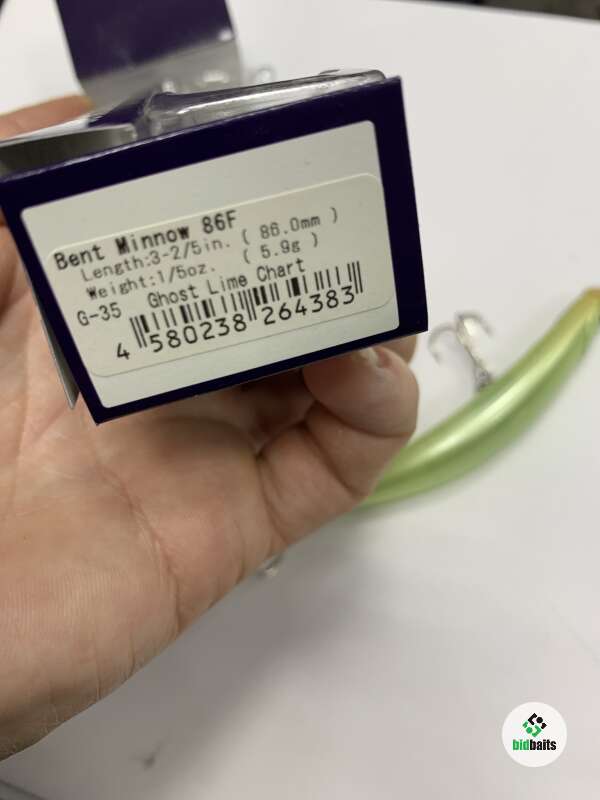 Bent Minnow 86F
Length:3-2/5in. ( 86.0mm )
Weight:1/5oz. ( 5.9g )
G-35 Ghost Lime Chart
4 580238 264383
bidbaits